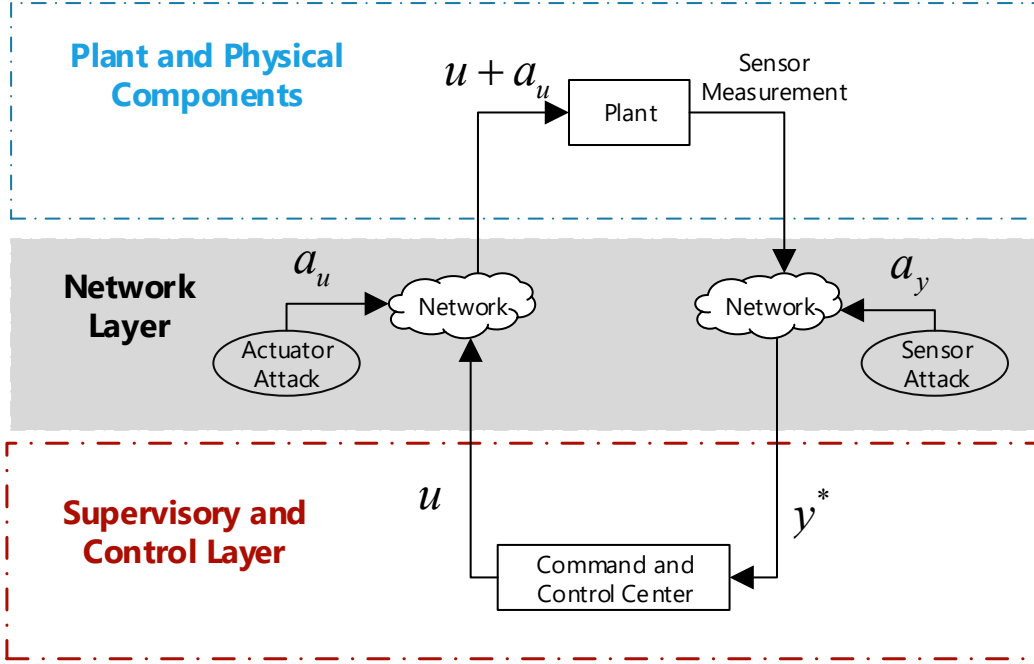 Plant and Physical
Components
u + a_u
Plant
Sensor
Measurement
Network
Layer
a_u
Network
Actuator
Attack
Network
a_y
Sensor
Attack
Supervisory and
Control Layer
u
y*
Command and
Control Center